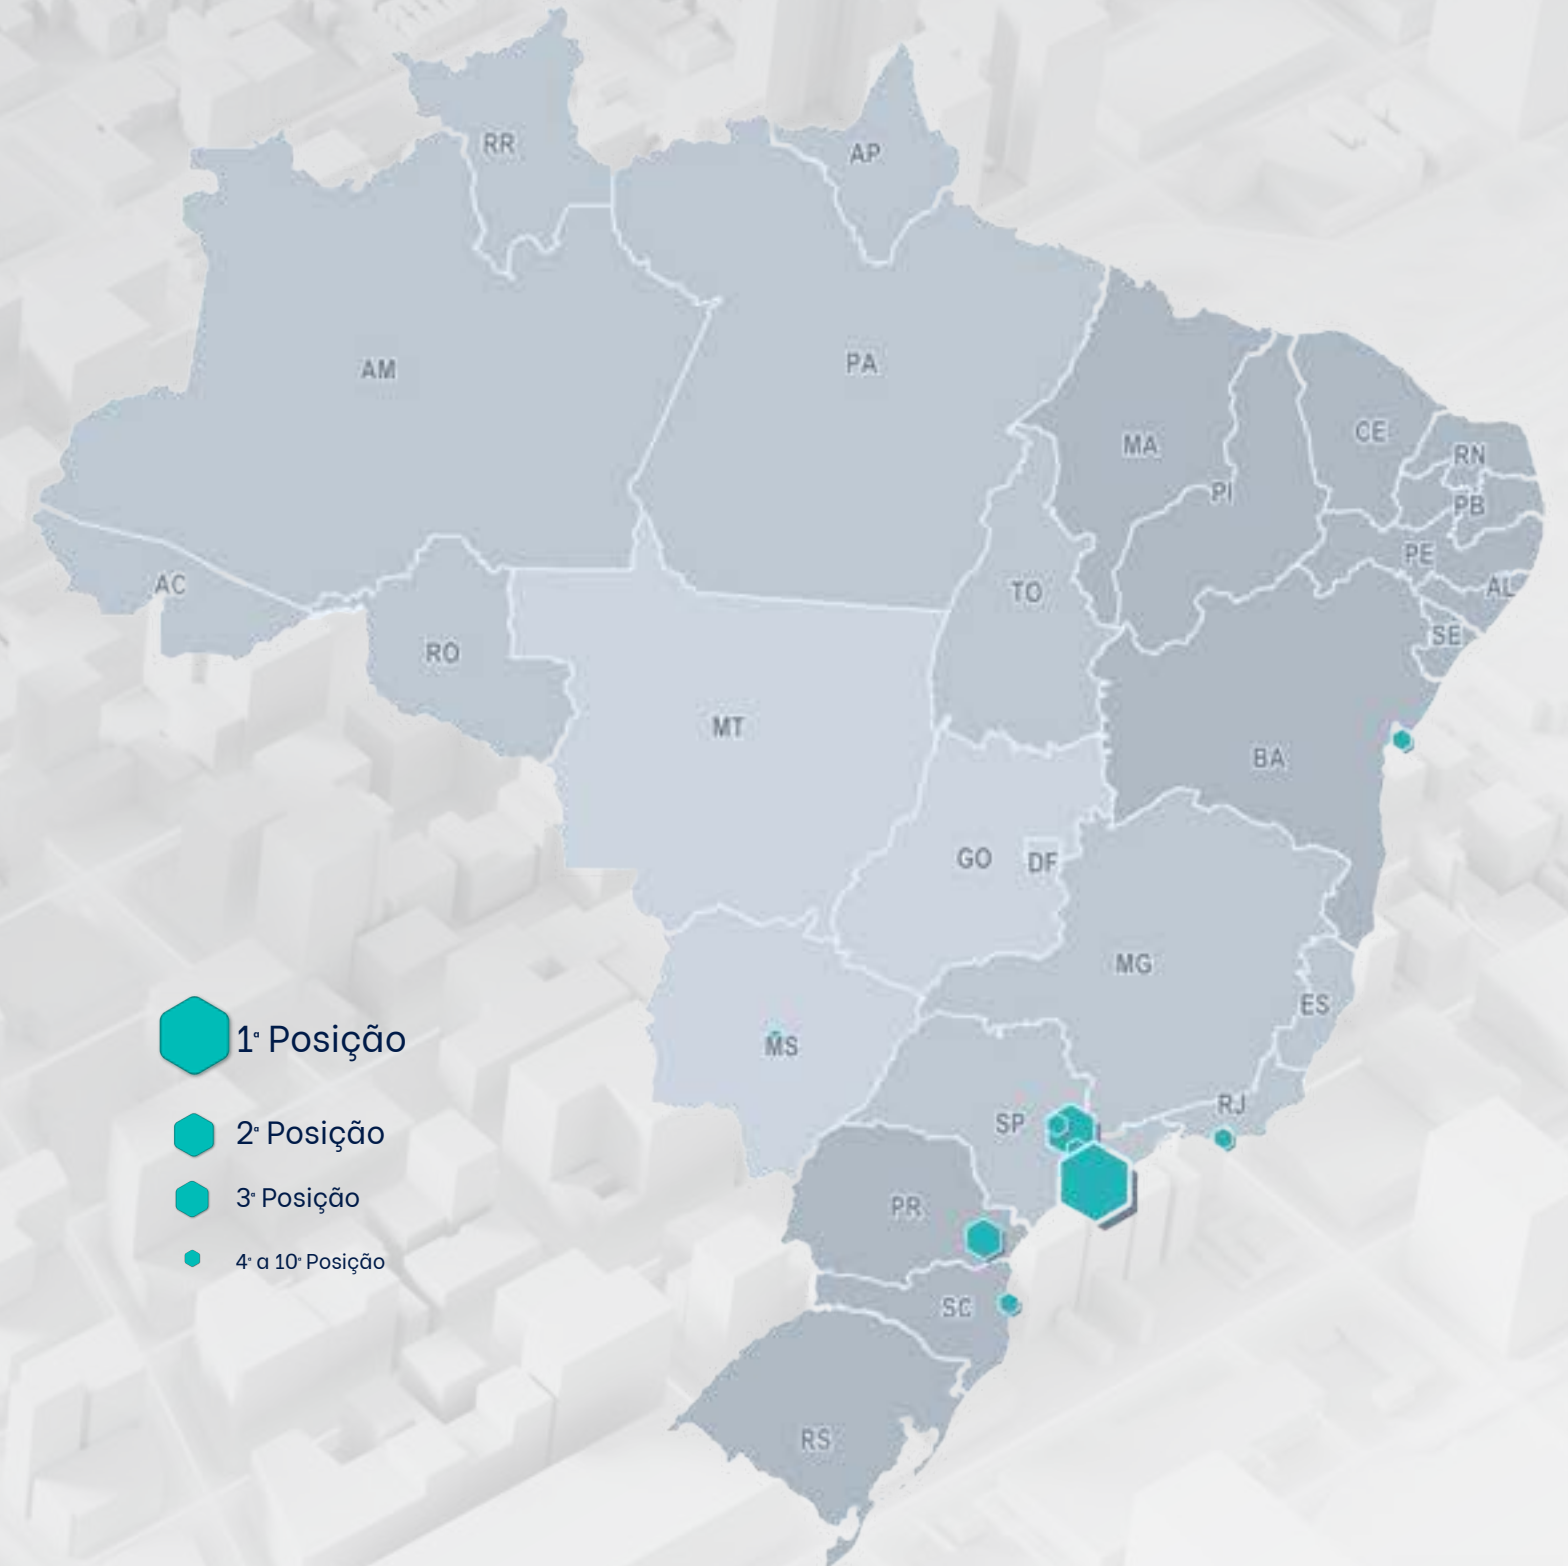 RR
AP
AM
PA
MA
CE
RN
PI
PB
PE
AC
TO
AL
SE
RO
MT
BA
GO
DF
MG
ES
MS
1ª Posição
RJ
SP
2ª Posição
3ª Posição
PR
4ª a 10ª Posição
SC
RS